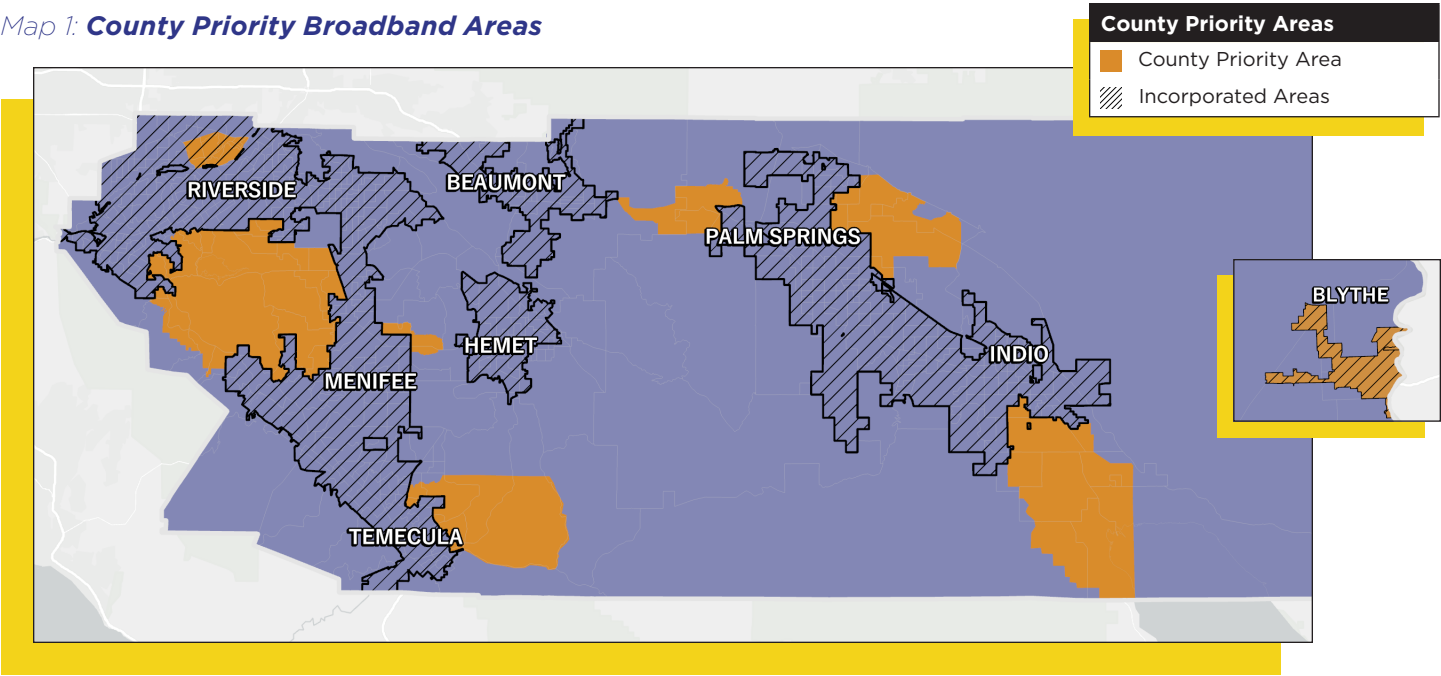 Map 1: County Priority Broadband Areas
County Priority Areas
County Priority Area
Incorporated Areas
RIVERSIDE
BEAUMONT
PALM SPRINGS
BLYTHE
HEMET
INDIO
MENIFEE
TEMECULA